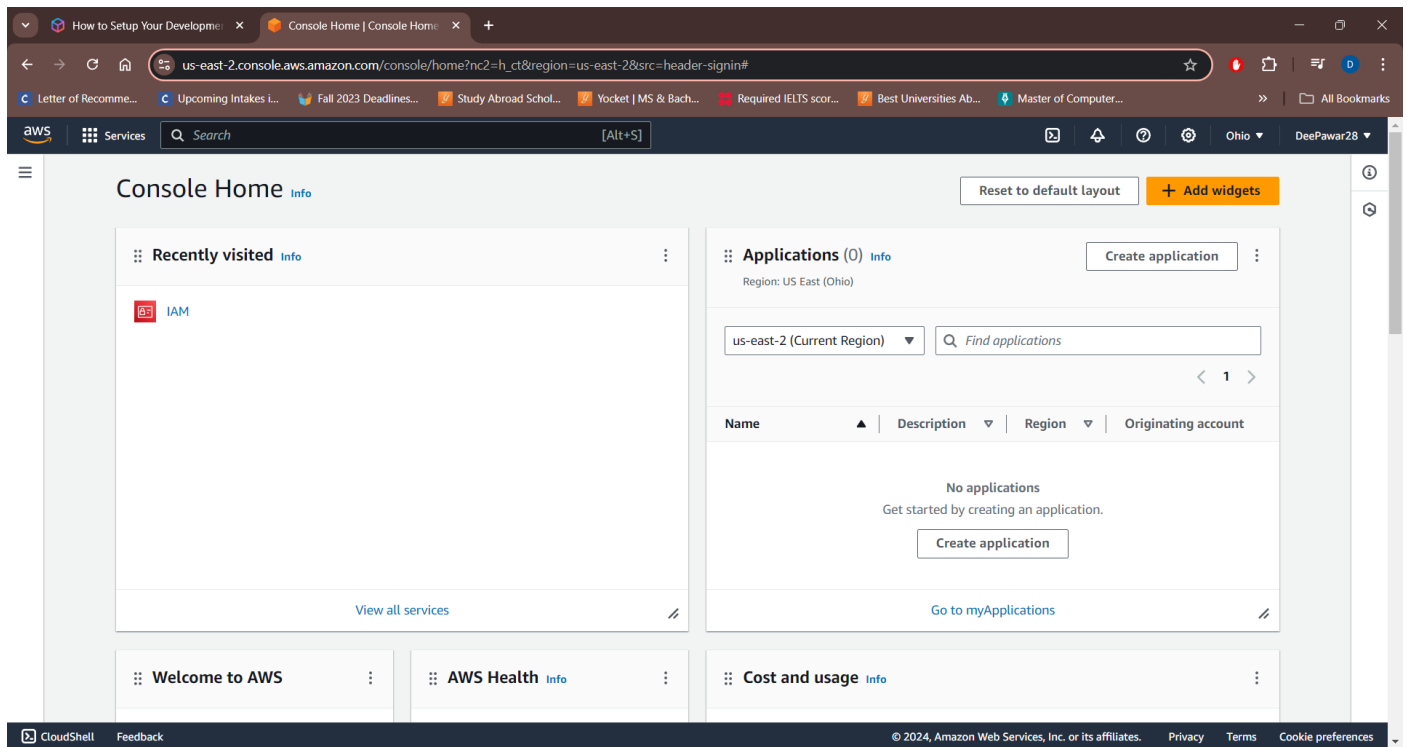 How to Setup Your Developme
Console Home | Console Home
us-east-2.console.aws.amazon.com/console/home?nc2=h_ct&region=us-east-2&src=header-signin#
D
Letter of Recomme...
Upcoming Intakes i...
Fall 2023 Deadlines...
Study Abroad Schol...
Yocket | MS & Bach...
Required IELTS scor...
Best Universities Ab...
Master of Computer...
»
All Bookmarks
aws
Services
Search
[Alt+S]
Ohio
DeePawar28
Console Home Info
Reset to default layout
+ Add widgets
Recently visited Info
IAM
View all services
Applications (0) Info
Region: US East (Ohio)
Create application
us-east-2 (Current Region)
Find applications
1
Name
Description
Region
Originating account
No applications
Get started by creating an application.
Create application
Go to myApplications
Welcome to AWS
AWS Health Info
Cost and usage Info
CloudShell
Feedback
© 2024, Amazon Web Services, Inc. or its affiliates.
Privacy
Terms
Cookie preferences